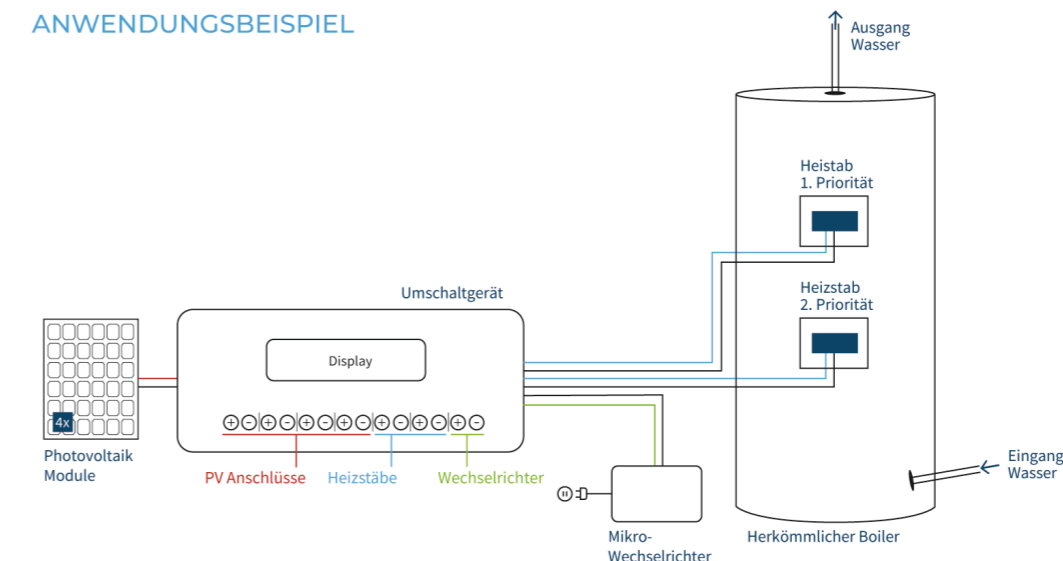 ANWENDUNGSBEISPIEL
Ausgang
Wasser
Heistab
1. Priorität
Heizstab
2. Priorität
Umschaltgerät
Display
4x
+ - + - + - + - + - + - + -
Photovoltaik
Module
PV Anschlüsse
Heizstäbe
Wechselrichter
Eingang
Wasser
Mikro-
Wechselrichter
Herkömmlicher Boiler